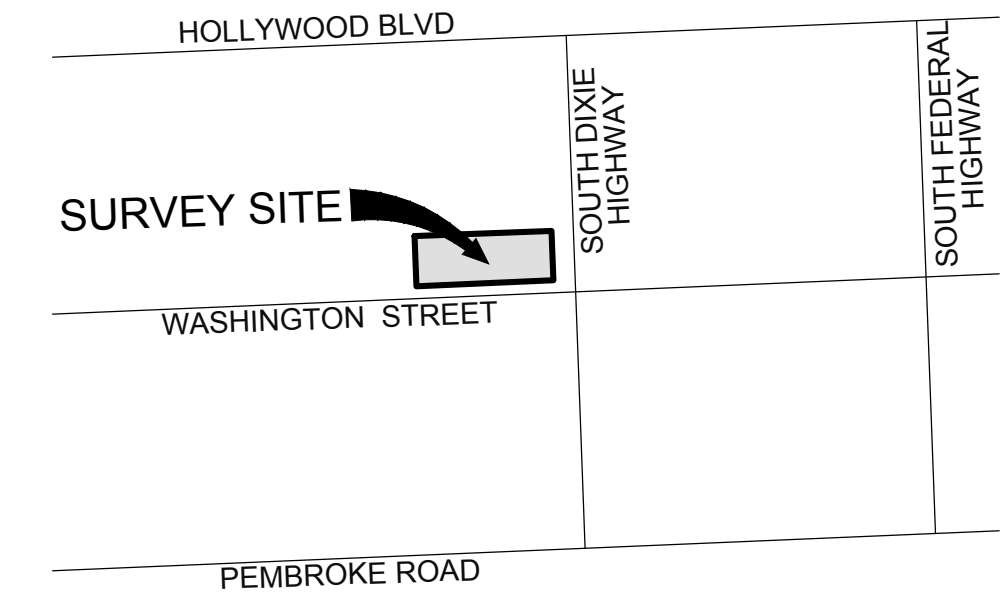 HOLLYWOOD BLVD
SOUTH DIXIE
HIGHWAY
SOUTH FEDERAL
HIGHWAY
SURVEY SITE
WASHINGTON STREET
PEMBROKE ROAD